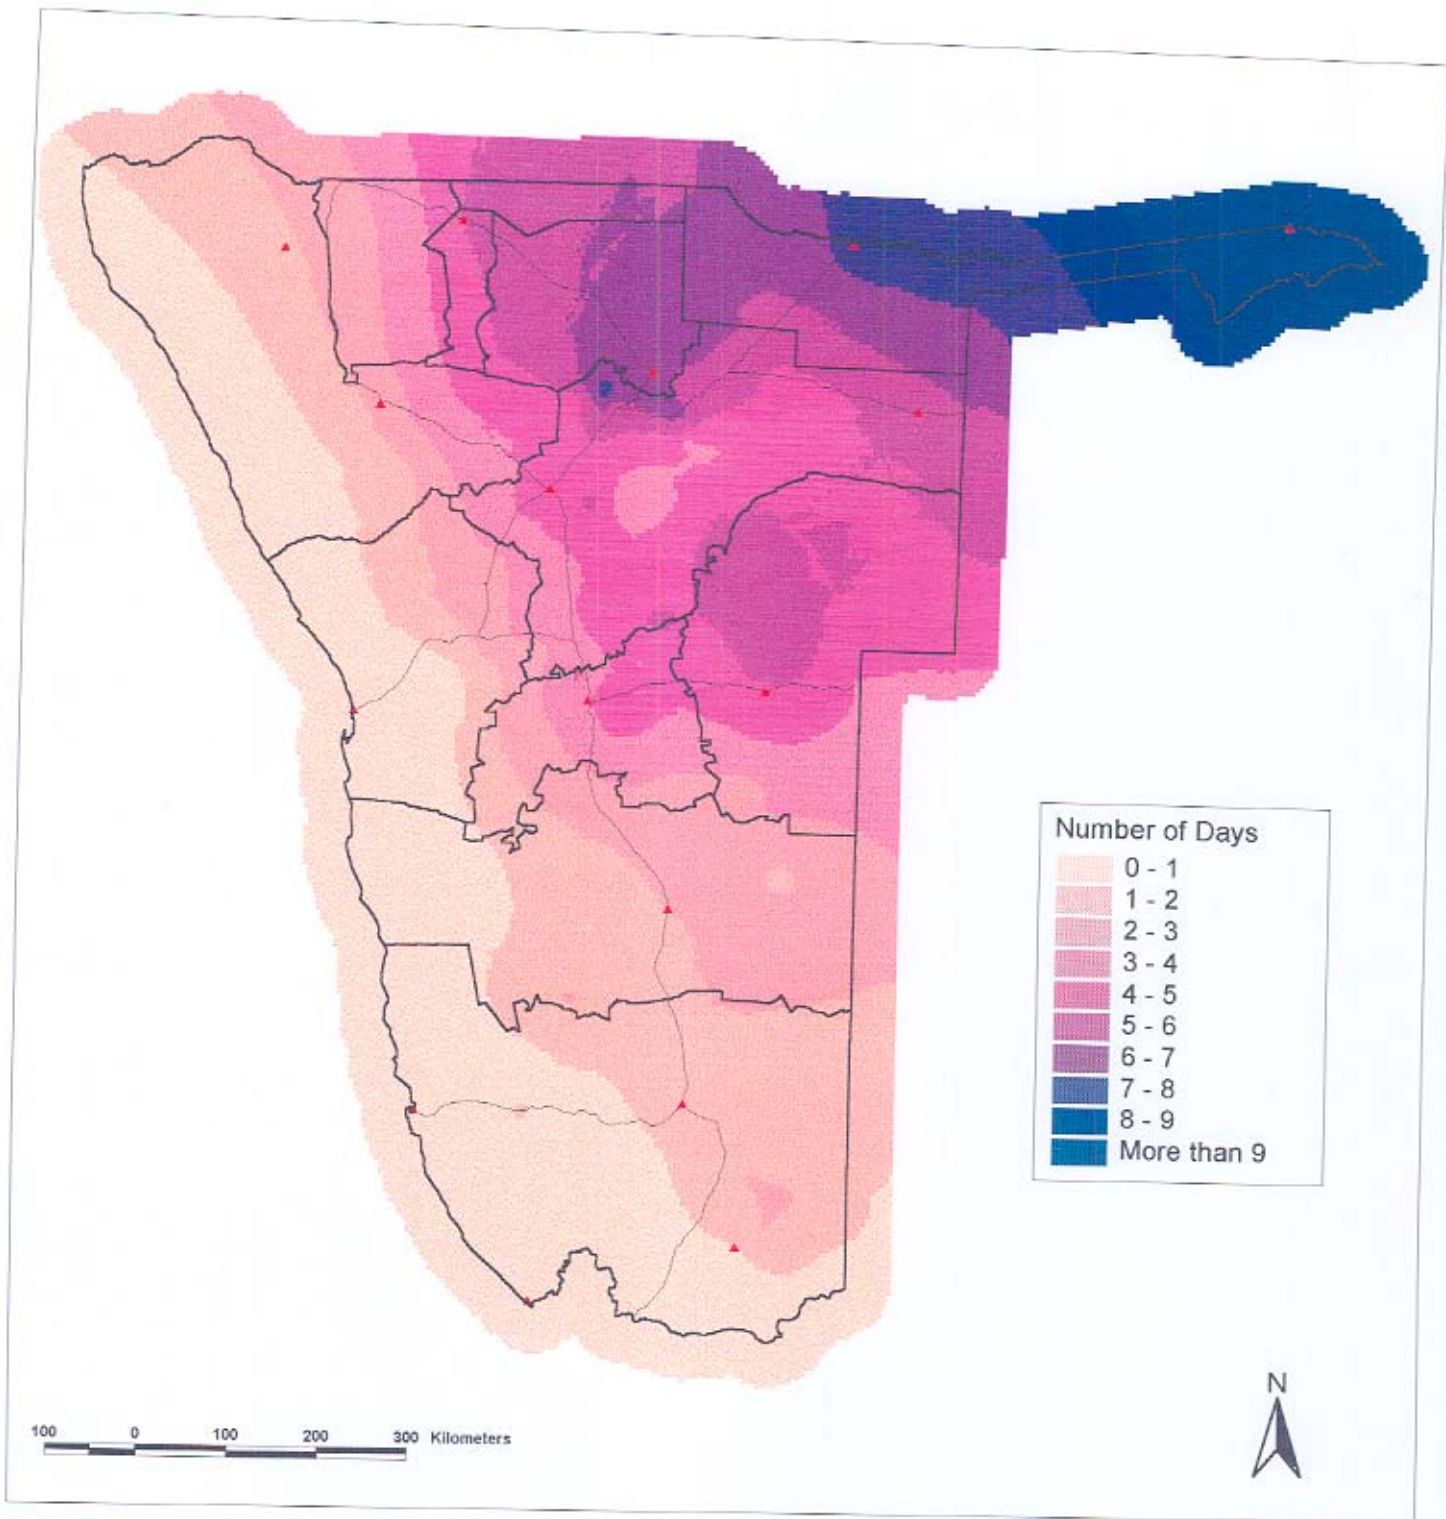 Number of Days
0 - 1
1 - 2
2 - 3
3 - 4
4 - 5
5 - 6
6 - 7
7 - 8
8 - 9
More than 9
N
100 0 100 200 300 Kilometers